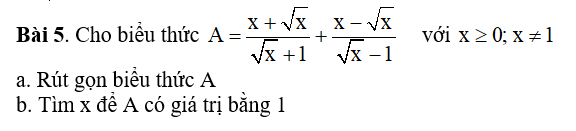 Bài 5. Cho biểu thức A = (x + √x)/(√x + 1) + (x − √x)/(√x − 1) với x ≥ 0; x ≠ 1
a. Rút gọn biểu thức A
b. Tìm x để A có giá trị bằng 1